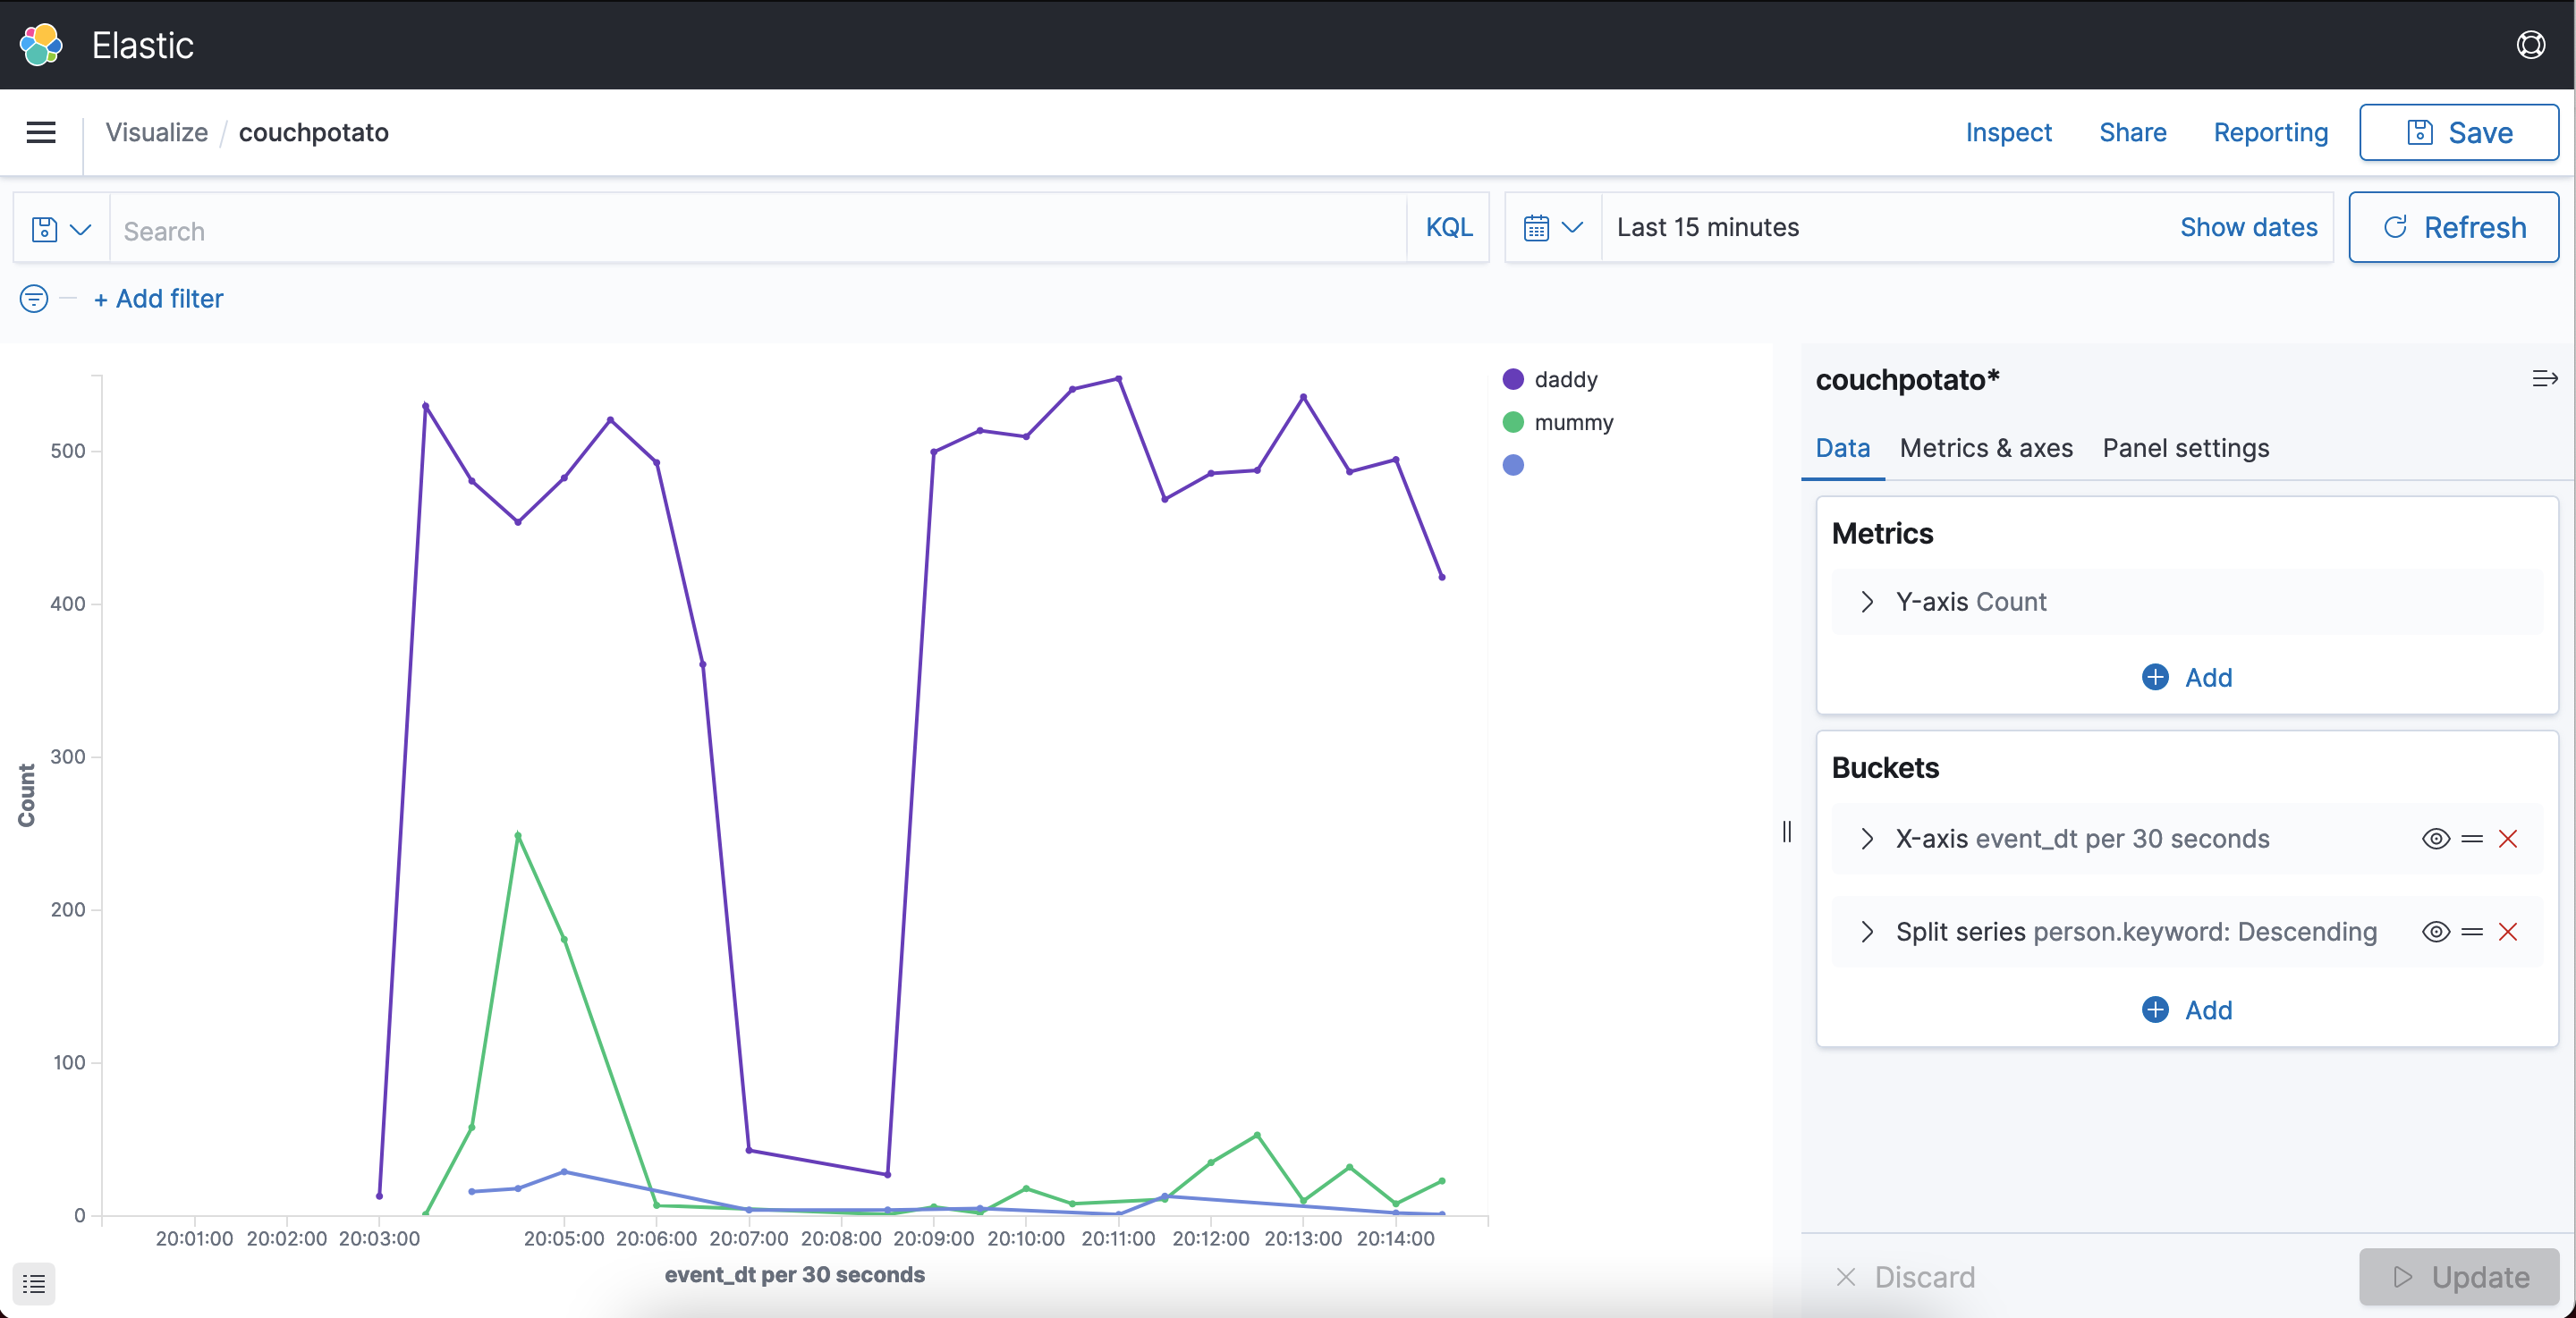 Elastic
Visualize / couchpotato
Inspect Share Reporting Save
Search KQL
Last 15 minutes Show dates Refresh
+ Add filter
daddy
mummy
500
400
300
200
100
0
Count
20:01:00 20:02:00 20:03:00 20:05:00 20:06:00 20:07:00 20:08:00 20:09:00 20:10:00 20:11:00 20:12:00 20:13:00 20:14:00
event_dt per 30 seconds
couchpotato*
Data Metrics & axes Panel settings
Metrics
Y-axis Count
Add
Buckets
X-axis event_dt per 30 seconds
Split series person.keyword: Descending
Add
Discard Update